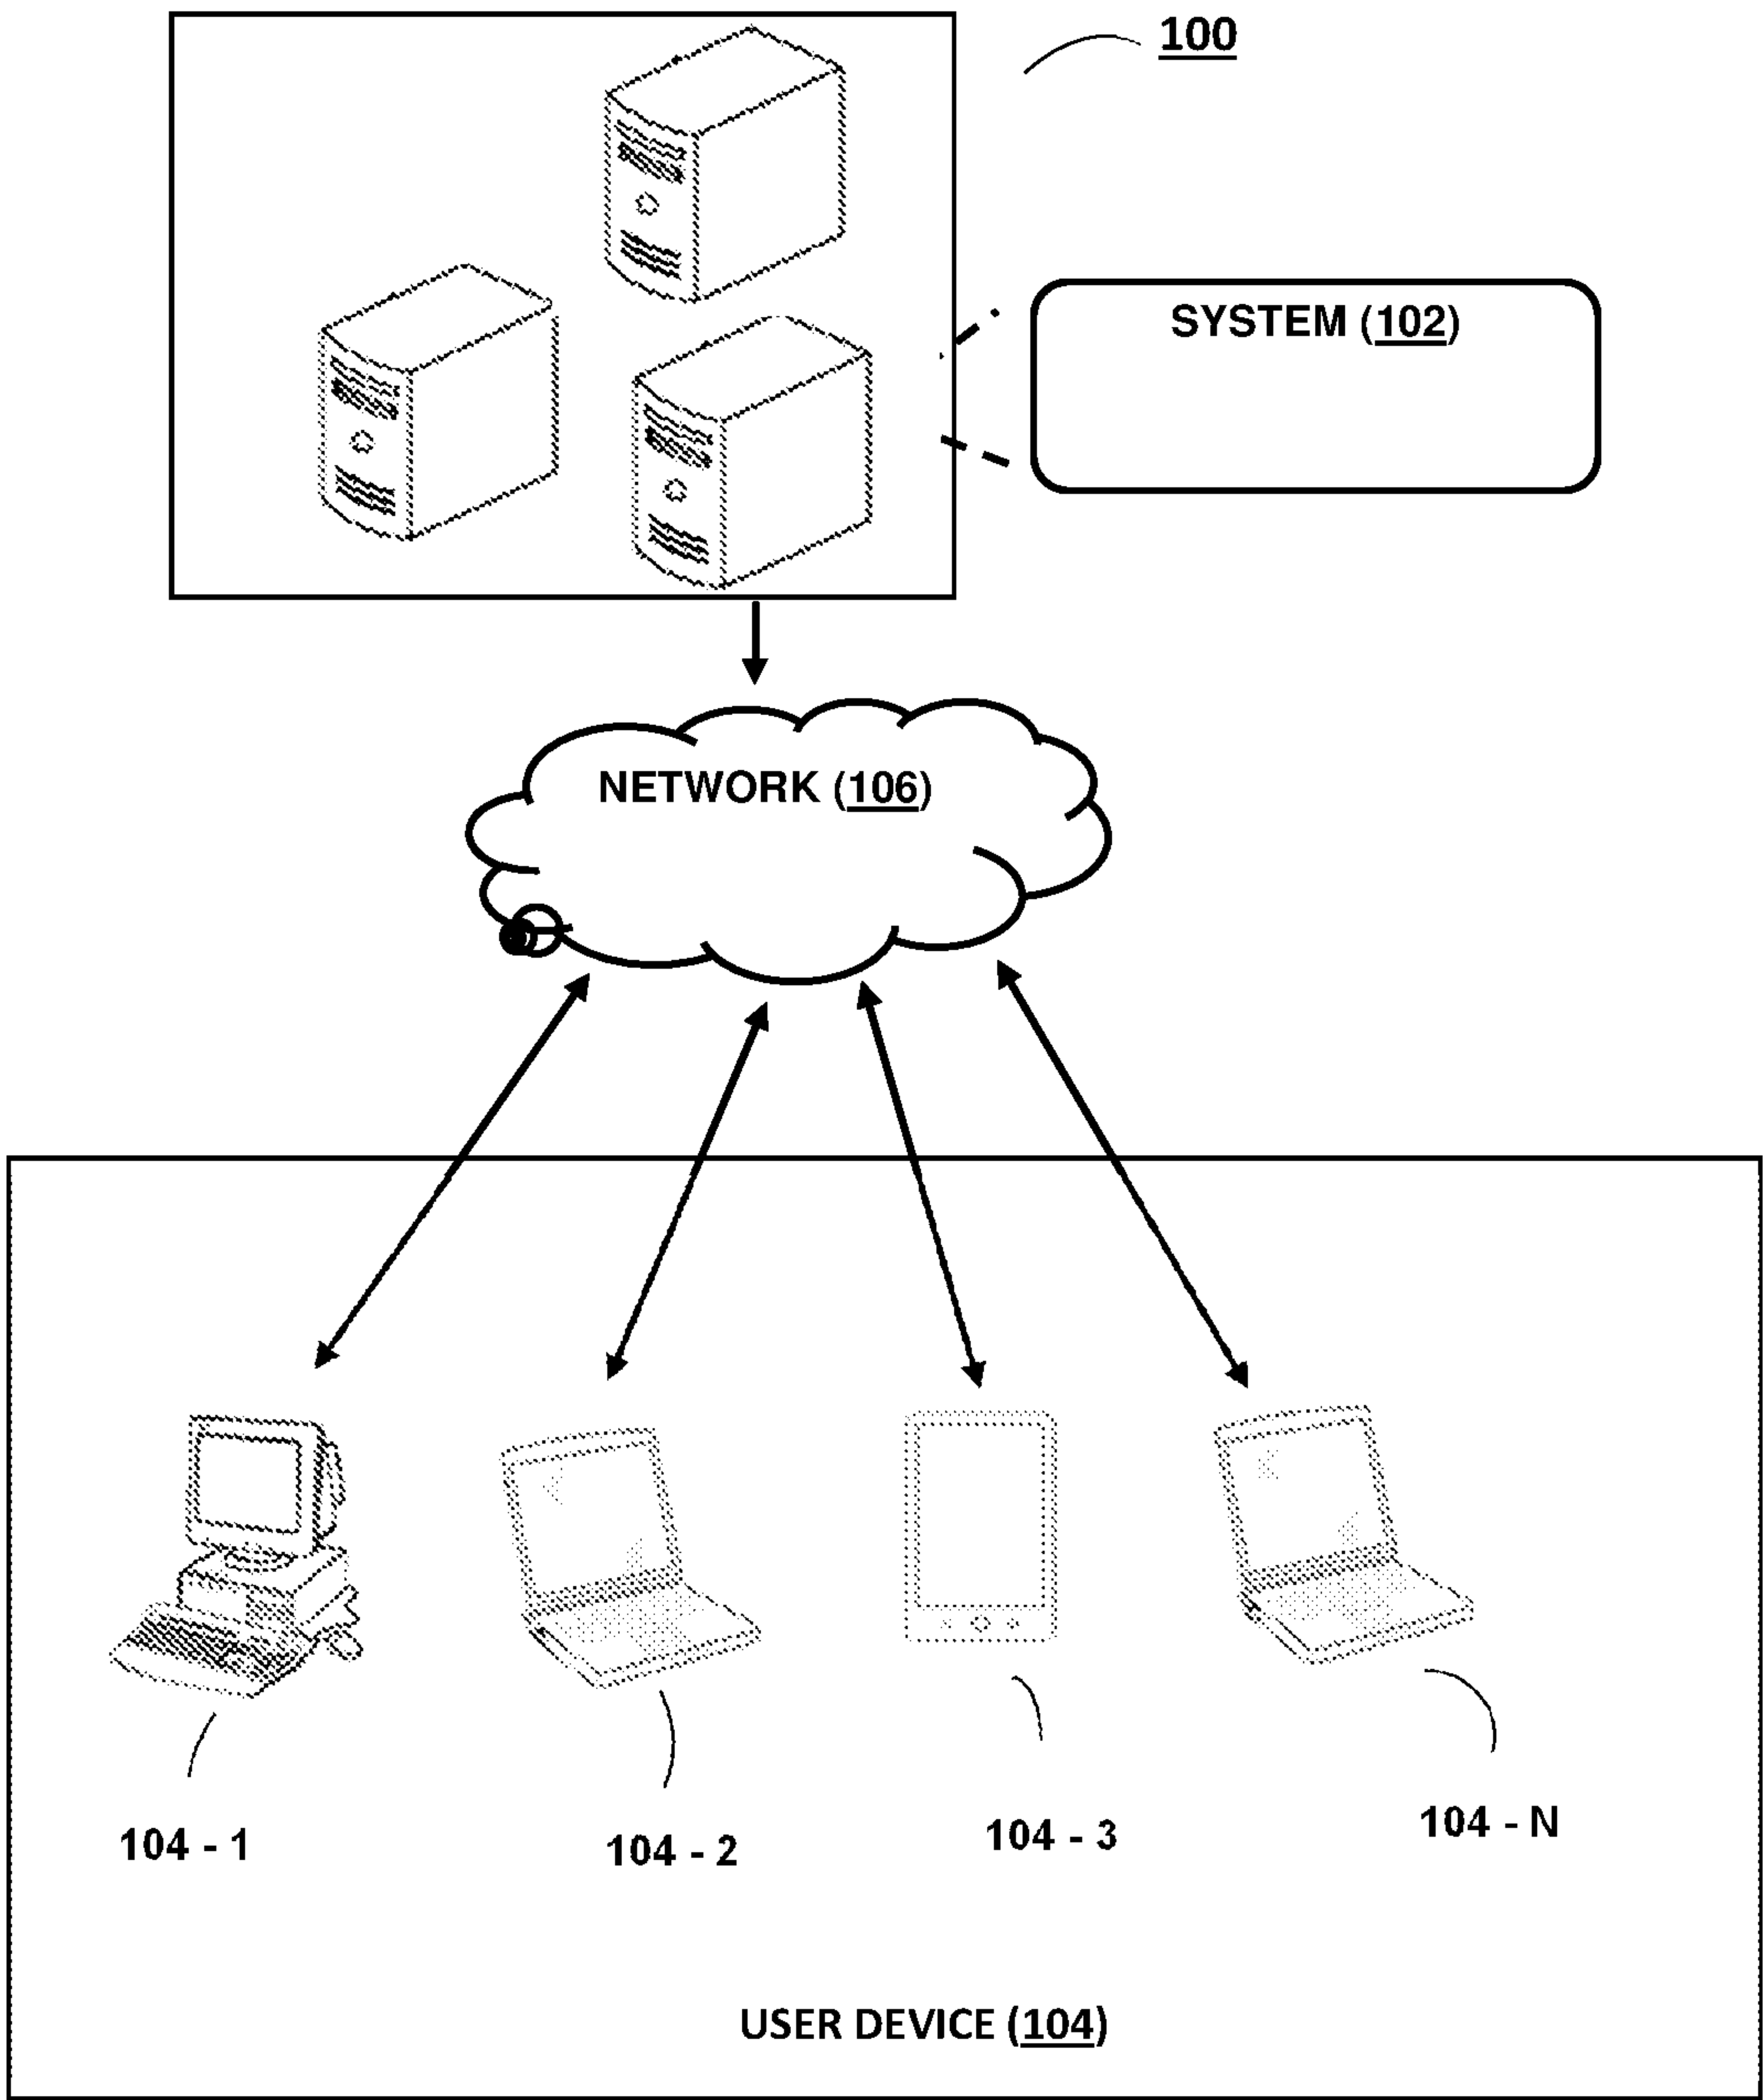 100
SYSTEM (102)
NETWORK (106)
104 - 1
104 - 2
104 - 3
104 - N
USER DEVICE (104)